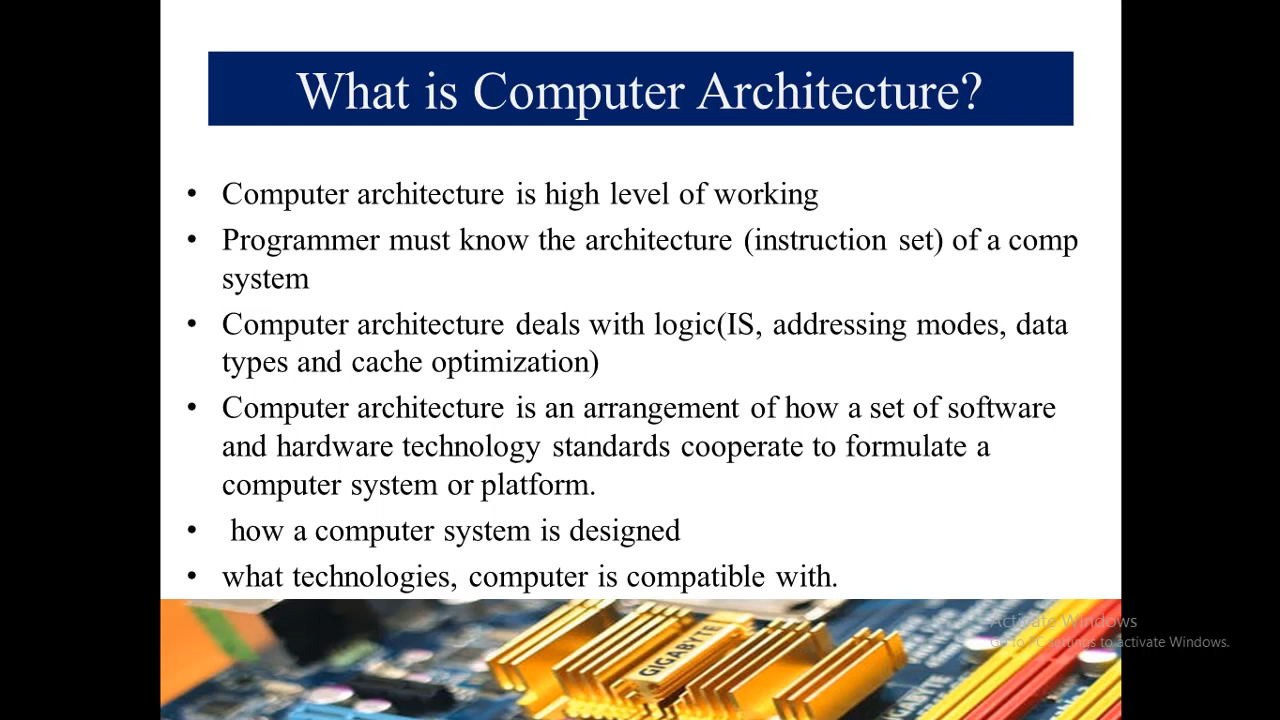 What is Computer Architecture?
• Computer architecture is high level of working
• Programmer must know the architecture (instruction set) of a comp
system
• Computer architecture deals with logic(IS, addressing modes, data
types and cache optimization)
• Computer architecture is an arrangement of how a set of software
and hardware technology standards cooperate to formulate a
computer system or platform.
• how a computer system is designed
• what technologies, computer is compatible with.
Activate Windows
to activate Windows.
GIGABYTE
GIGABYTE